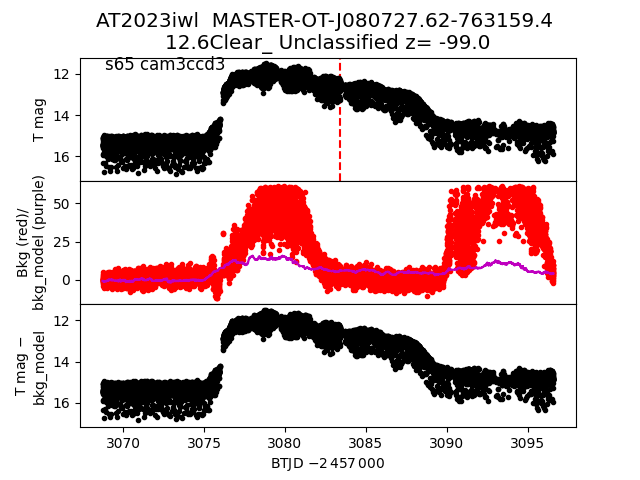 AT2023iwl  MASTER-OT-J080727.62-763159.4
12.6Clear_ Unclassified z= -99.0
s65 cam3ccd3
12
14
16
T mag
50
25
0
Bkg (red)/
bkg_model (purple)
12
14
16
T mag −
bkg_model
3070
3075
3080
3085
3090
3095
BTJD −2 457 000